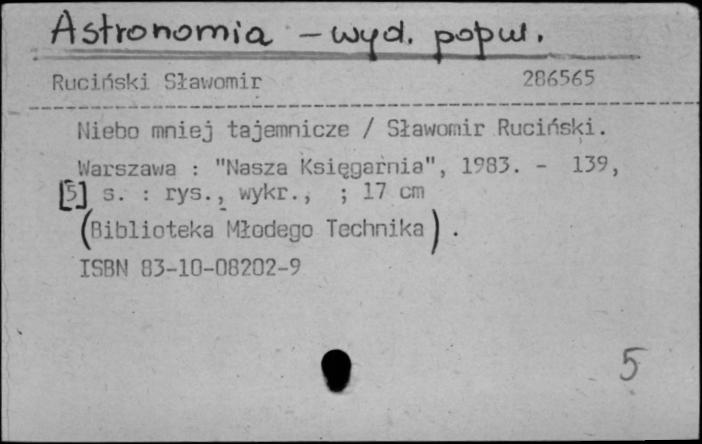 Astronomia – wyd. popul.
Ruciński Sławomir 286565
Niebo mniej tajemnicze / Sławomir Ruciński.
Warszawa : "Nasza Księgarnia", 1983. - 139,
[5] s. : rys., wykr., ; 17 cm
(Biblioteka Młodego Technika) .
ISBN 83-10-08202-9
5